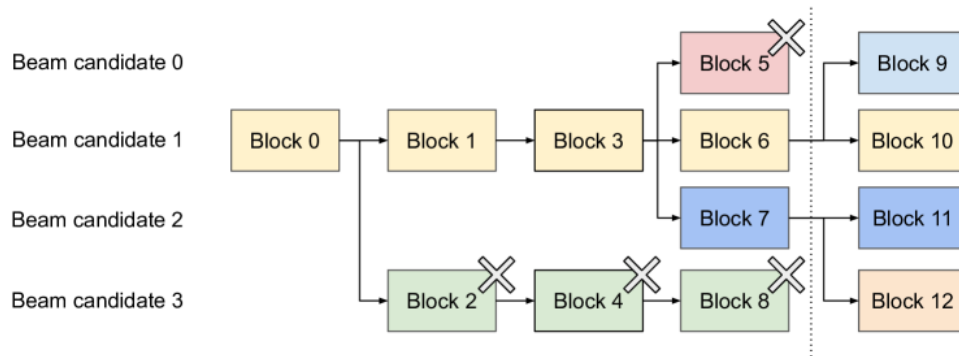 Beam candidate 0
Block 5
Block 9
Beam candidate 1
Block 0
Block 1
Block 3
Block 6
Block 10
Beam candidate 2
Block 7
Block 11
Beam candidate 3
Block 2
Block 4
Block 8
Block 12